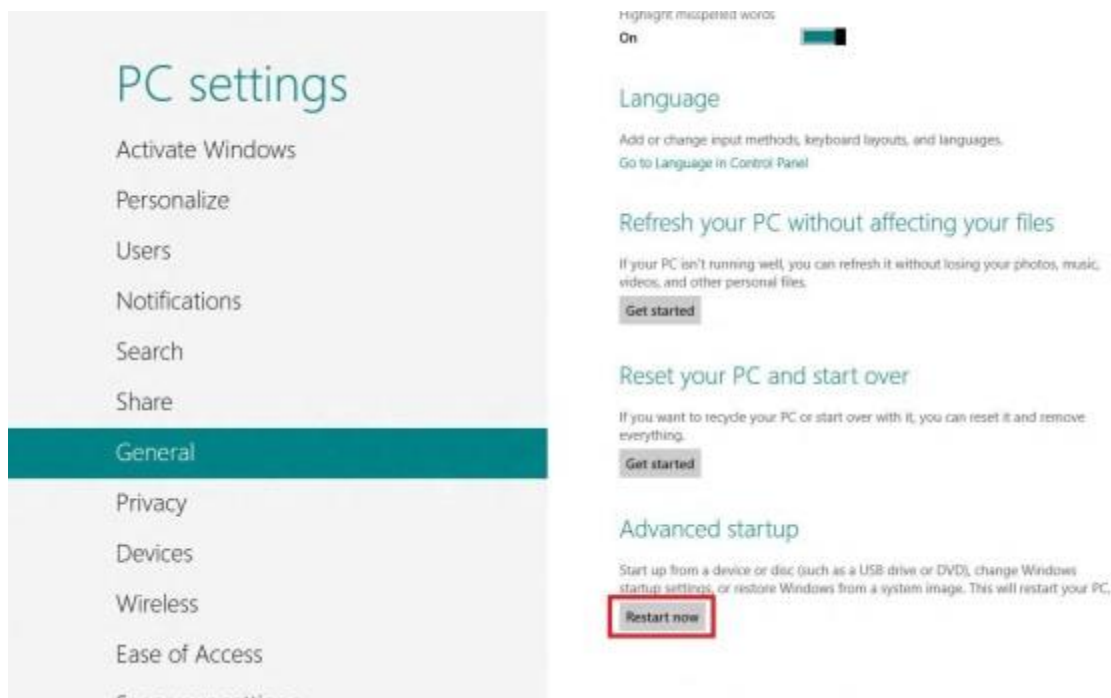 PC settings
Activate Windows
Personalize
Users
Notifications
Search
Share
General
Privacy
Devices
Wireless
Ease of Access
Highlight misspelled words
On
Language
Add or change input methods, keyboard layouts, and languages.
Go to Language in Control Panel
Refresh your PC without affecting your files
If your PC isn't running well, you can refresh it without losing your photos, music,
videos, and other personal files.
Get started
Reset your PC and start over
If you want to recycle your PC or start over with it, you can reset it and remove
everything.
Get started
Advanced startup
Start up from a device or disc (such as a USB drive or DVD), change Windows
startup settings, or restore Windows from a system image. This will restart your PC.
Restart now